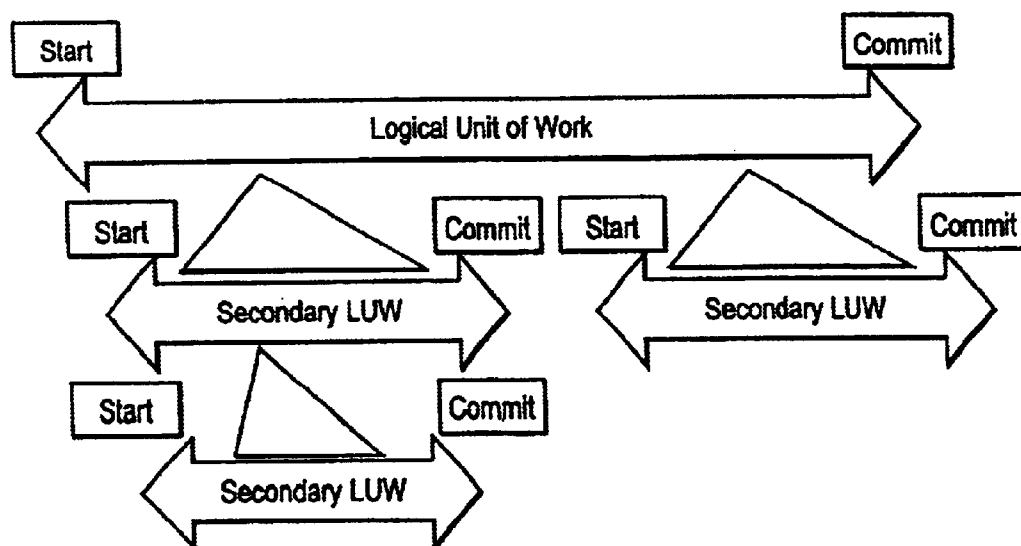 Start
Commit
Logical Unit of Work
Start
Commit
Start
Commit
Secondary LUW
Secondary LUW
Start
Commit
Secondary LUW